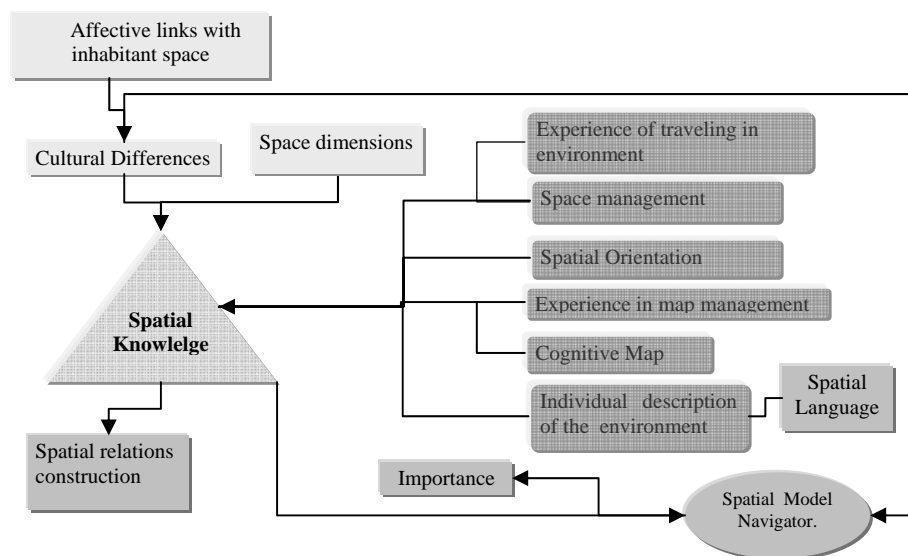 Affective links with
inhabitant space
Cultural Differences
Space dimensions
Experience of traveling in
environment
Space management
Spatial Orientation
Experience in map management
Cognitive Map
Individual description
of the environment
Spatial
Language
Spatial
Knowlelge
Spatial relations
construction
Importance
Spatial Model
Navigator.